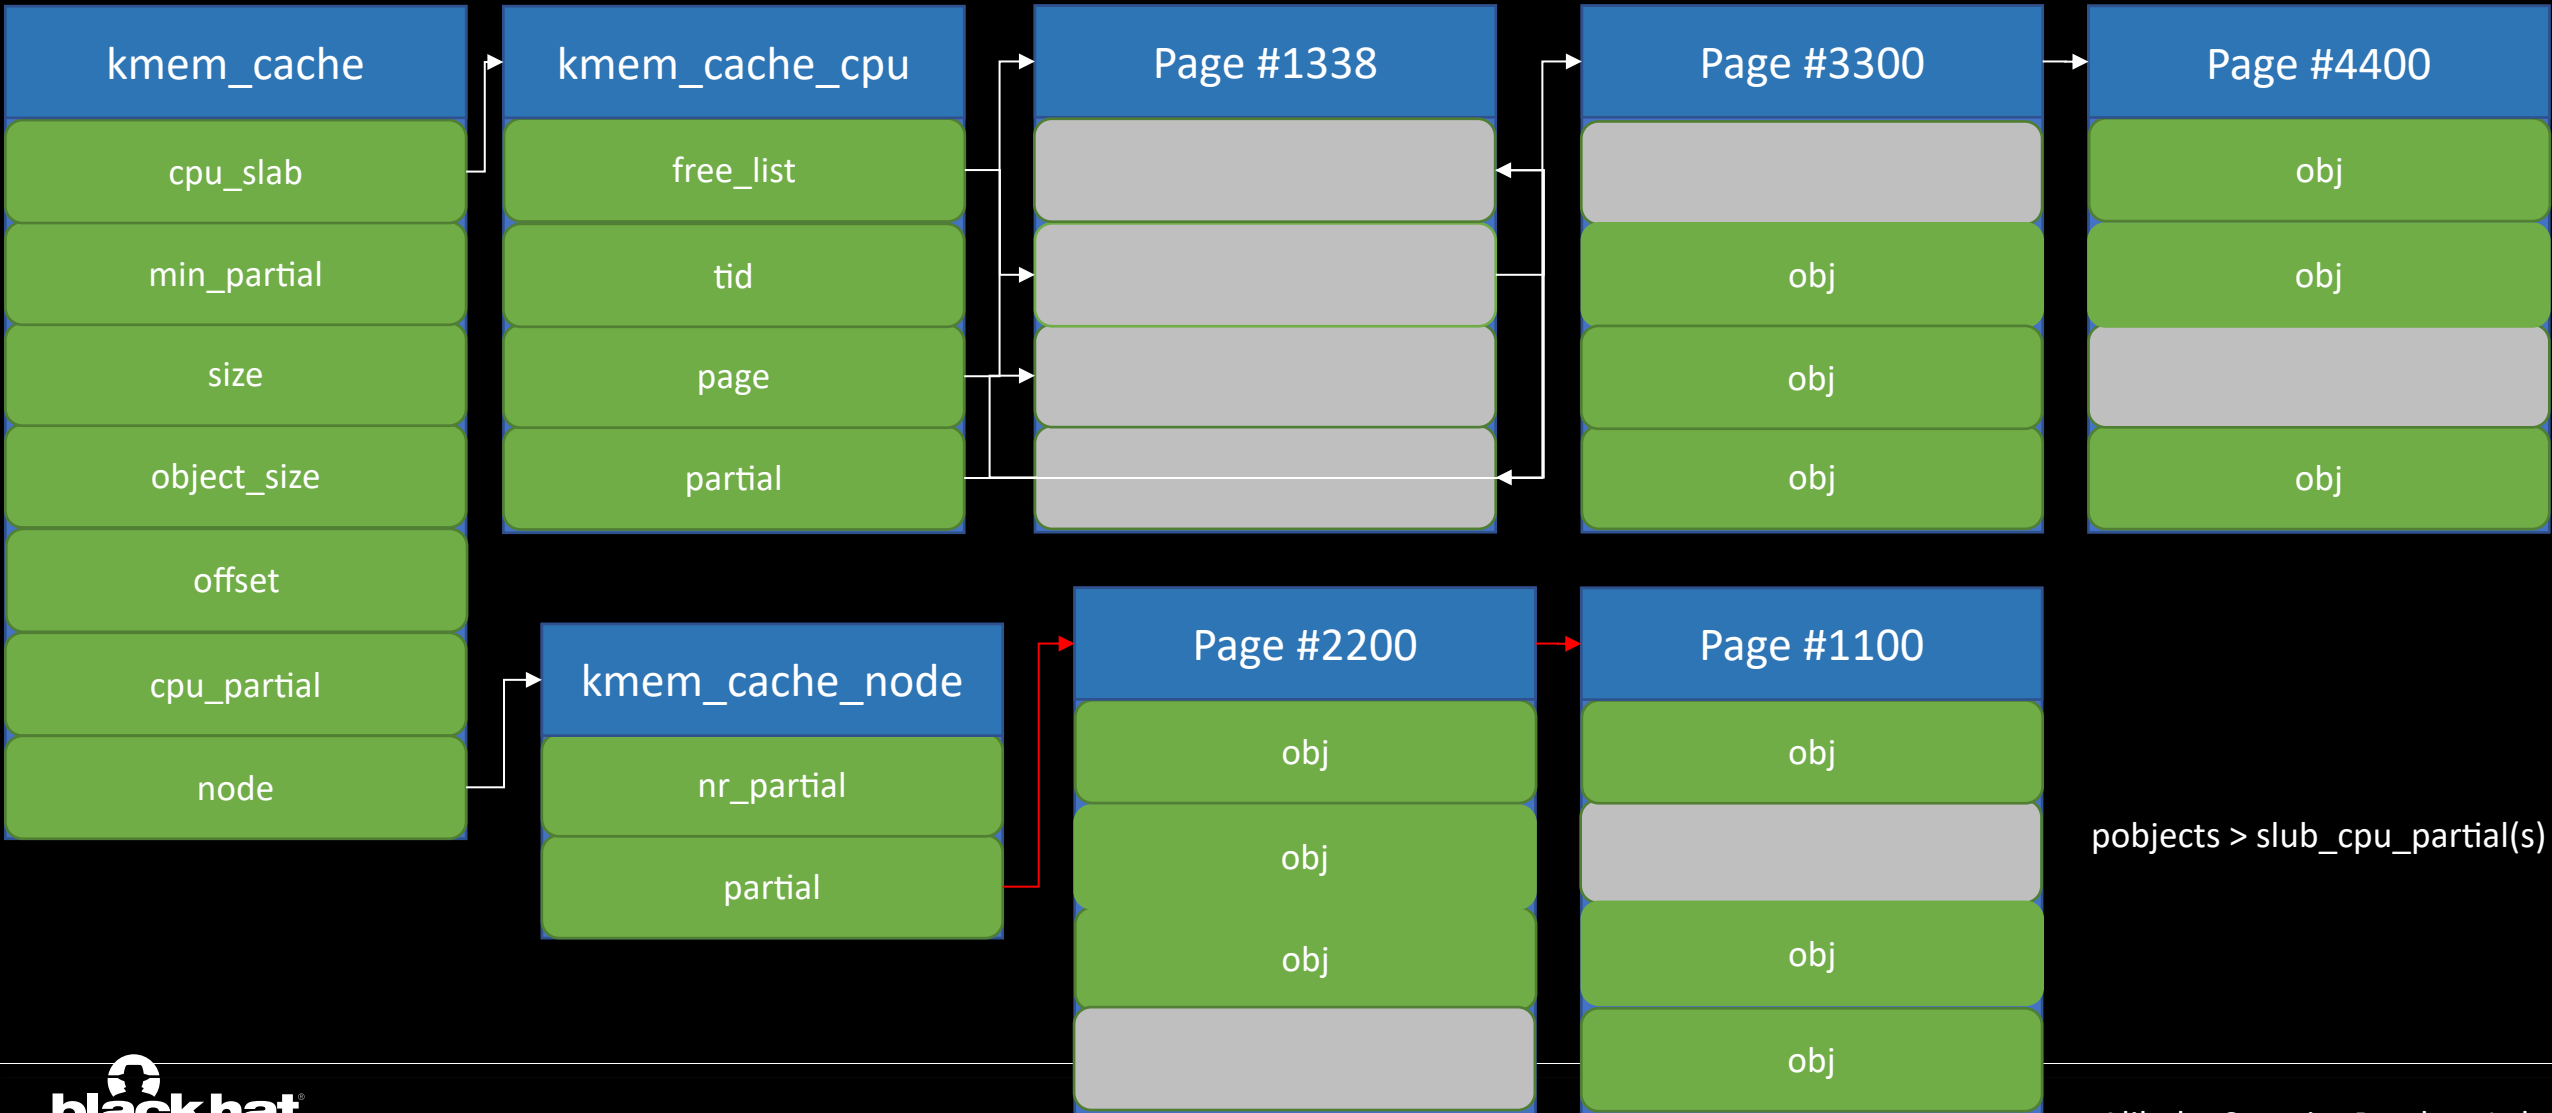 kmem_cache
cpu_slab
min_partial
size
object_size
offset
cpu_partial
node
kmem_cache_cpu
free_list
tid
page
partial
Page #1338
Page #3300
obj
obj
obj
Page #4400
obj
obj
obj
kmem_cache_node
nr_partial
partial
Page #2200
obj
obj
obj
Page #1100
obj
obj
obj
pobjects > slub_cpu_partial(s)
black hat